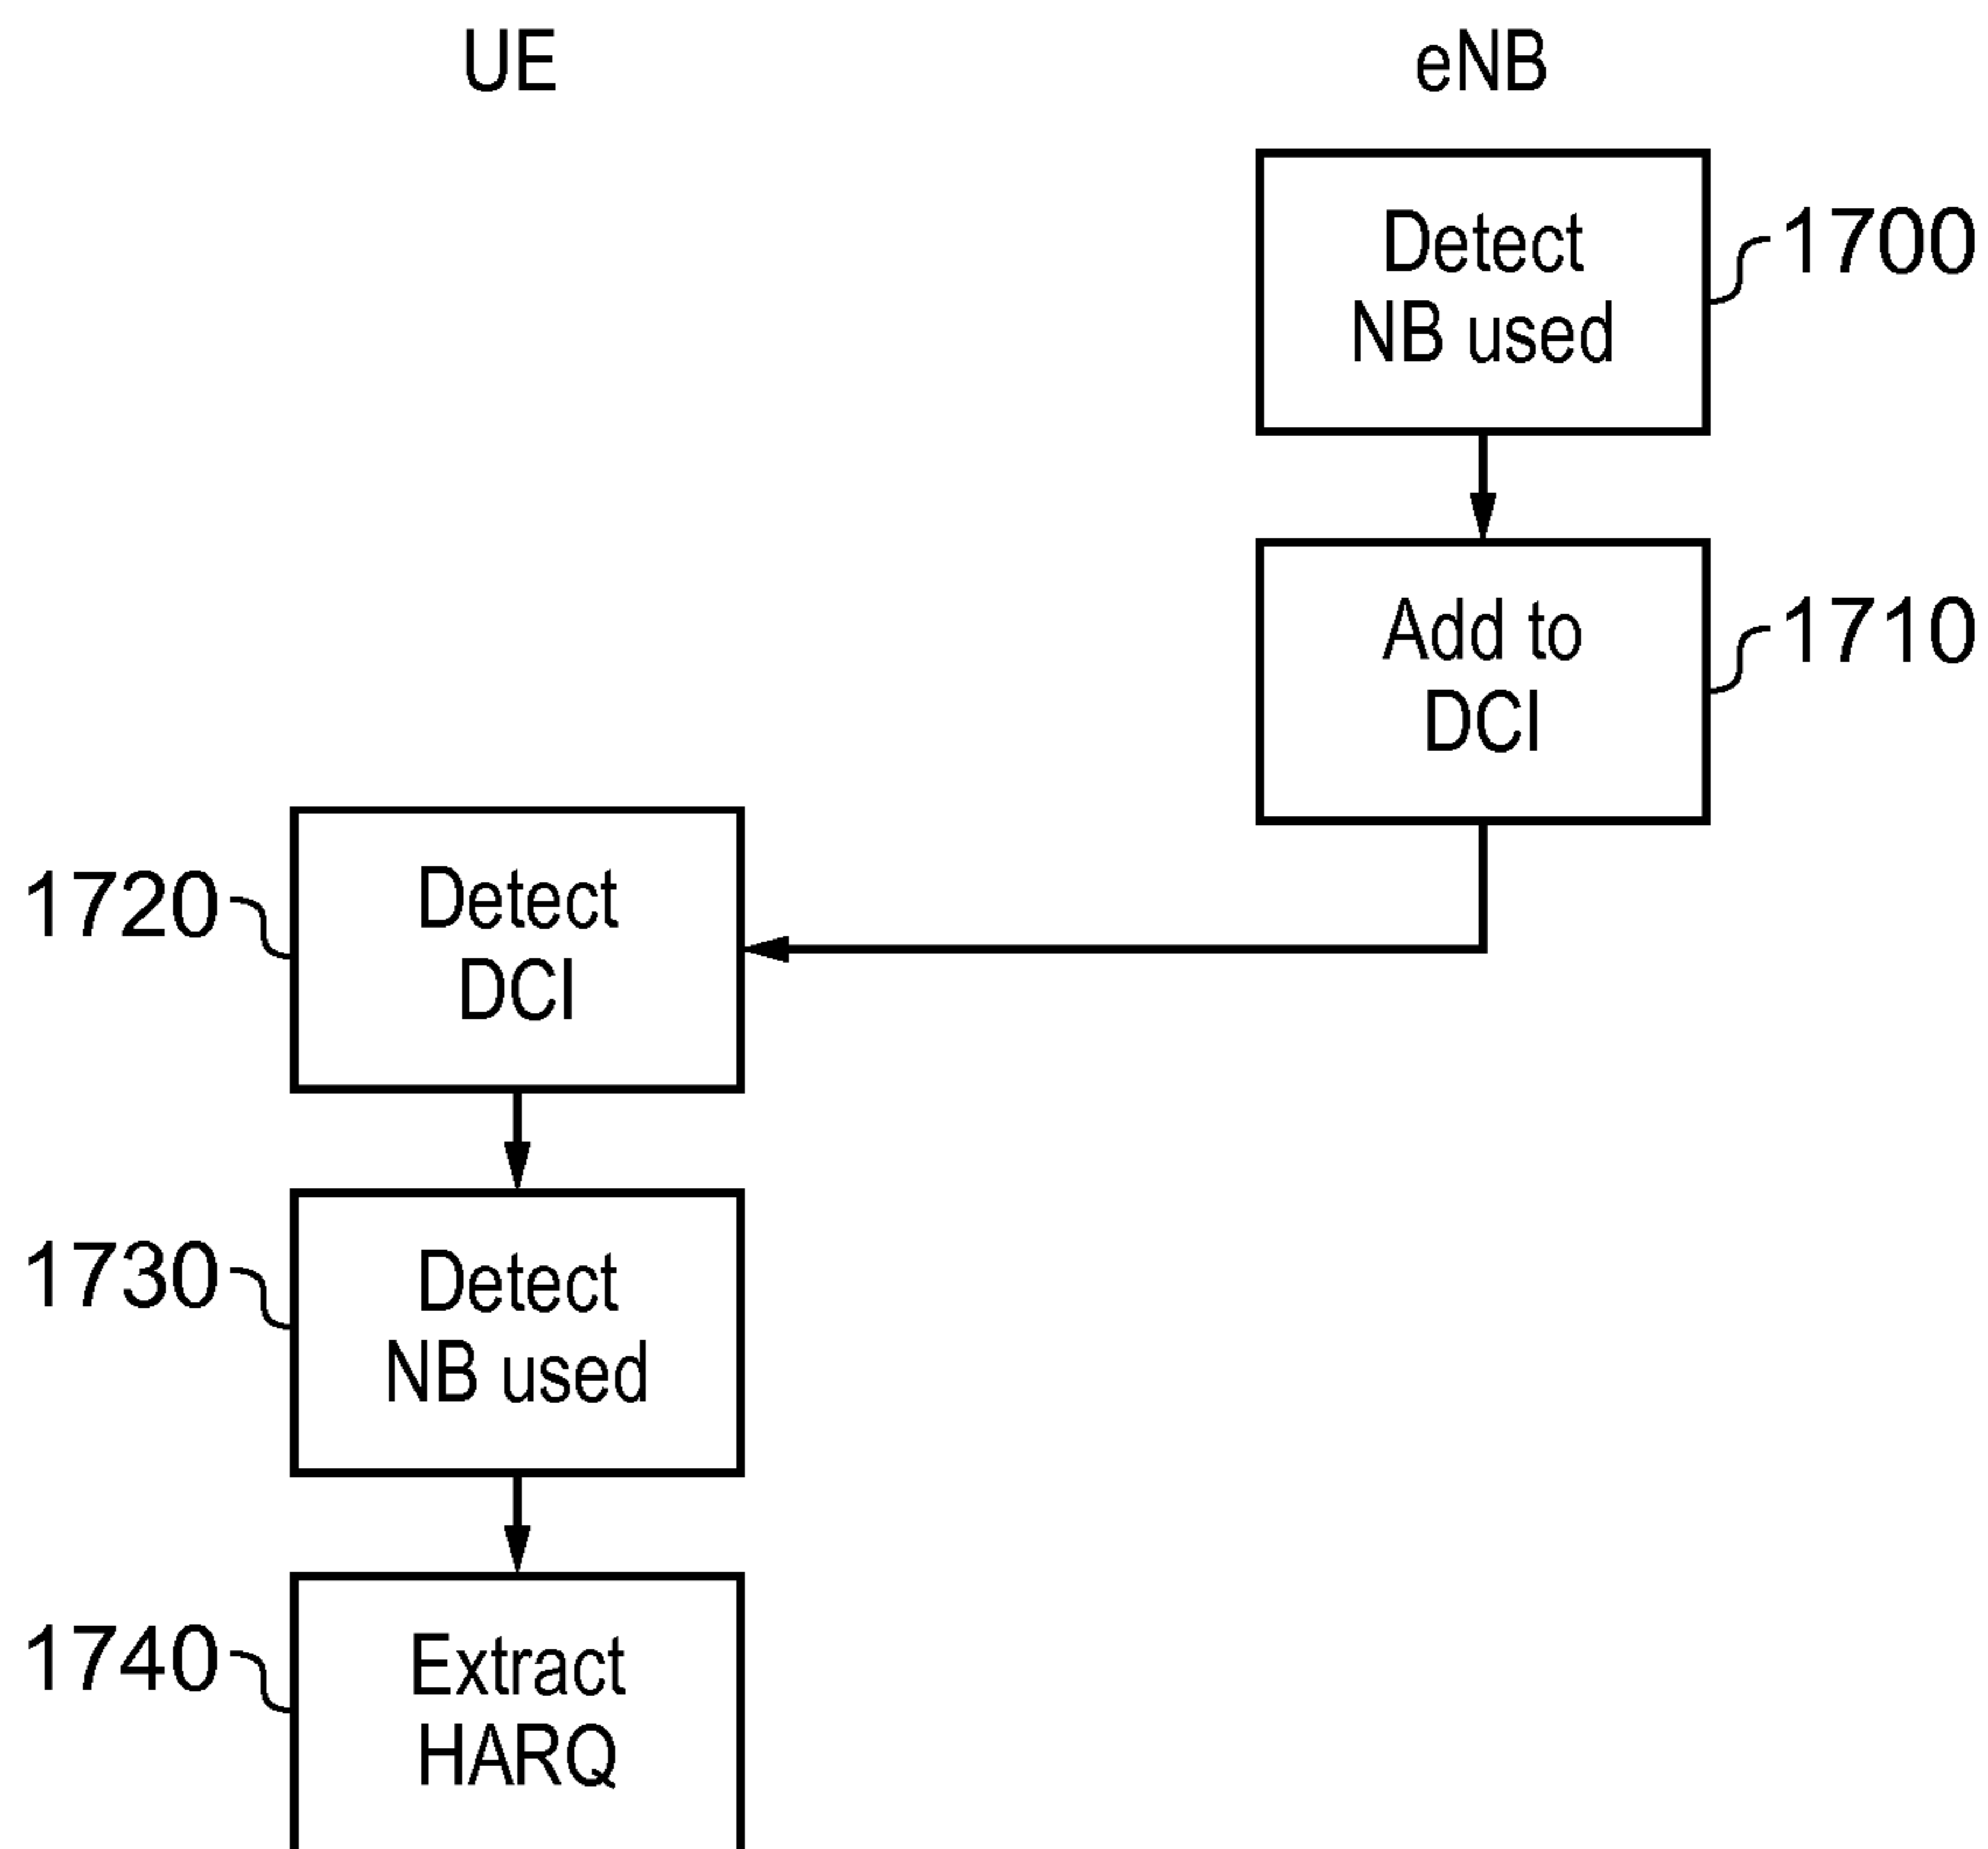 UE
eNB
Detect
NB used
1700
Add to
DCI
1710
1720
Detect
DCI
1730
Detect
NB used
1740
Extract
HARQ